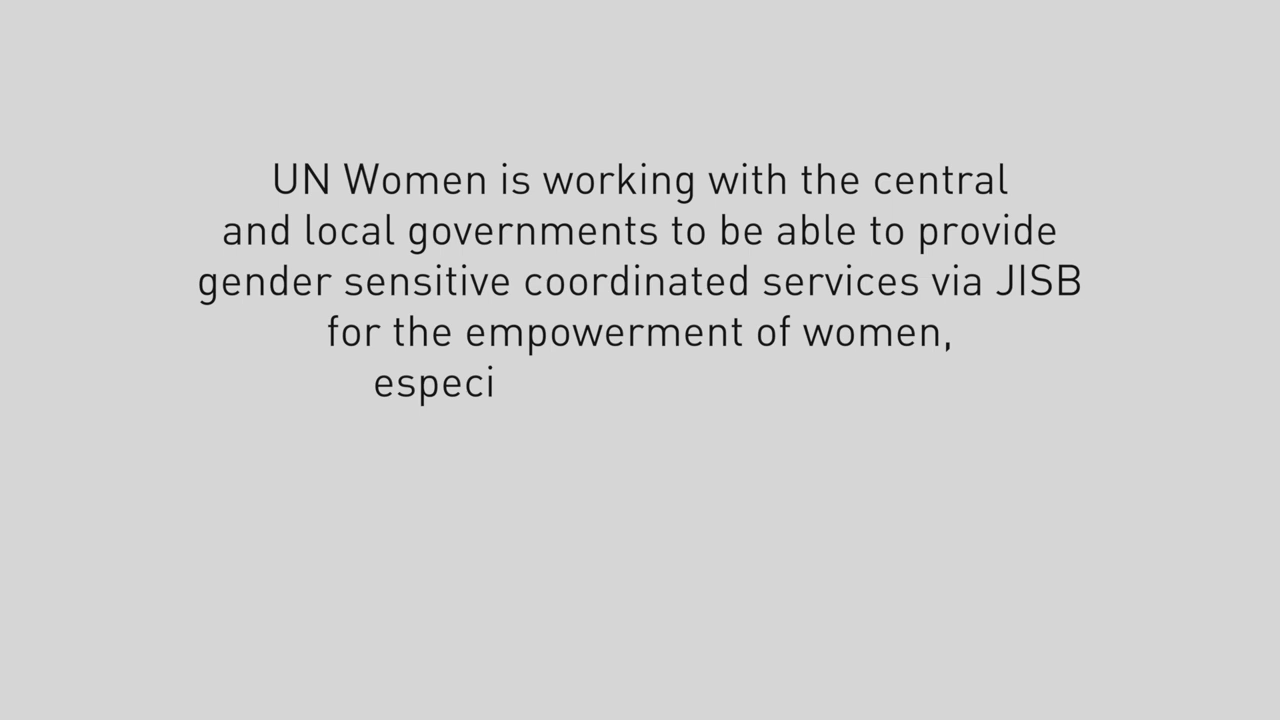 UN Women is working with the central
and local governments to be able to provide
gender sensitive coordinated services via JISB
for the empowerment of women,
especi